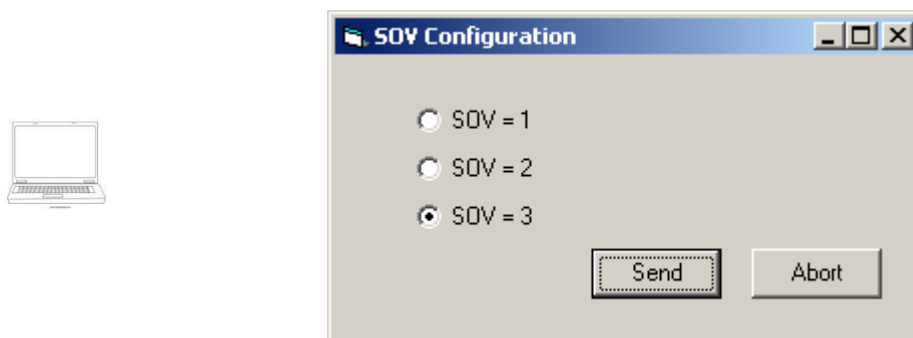 SOV Configuration
SOV = 1
SOV = 2
SOV = 3
Send Abort